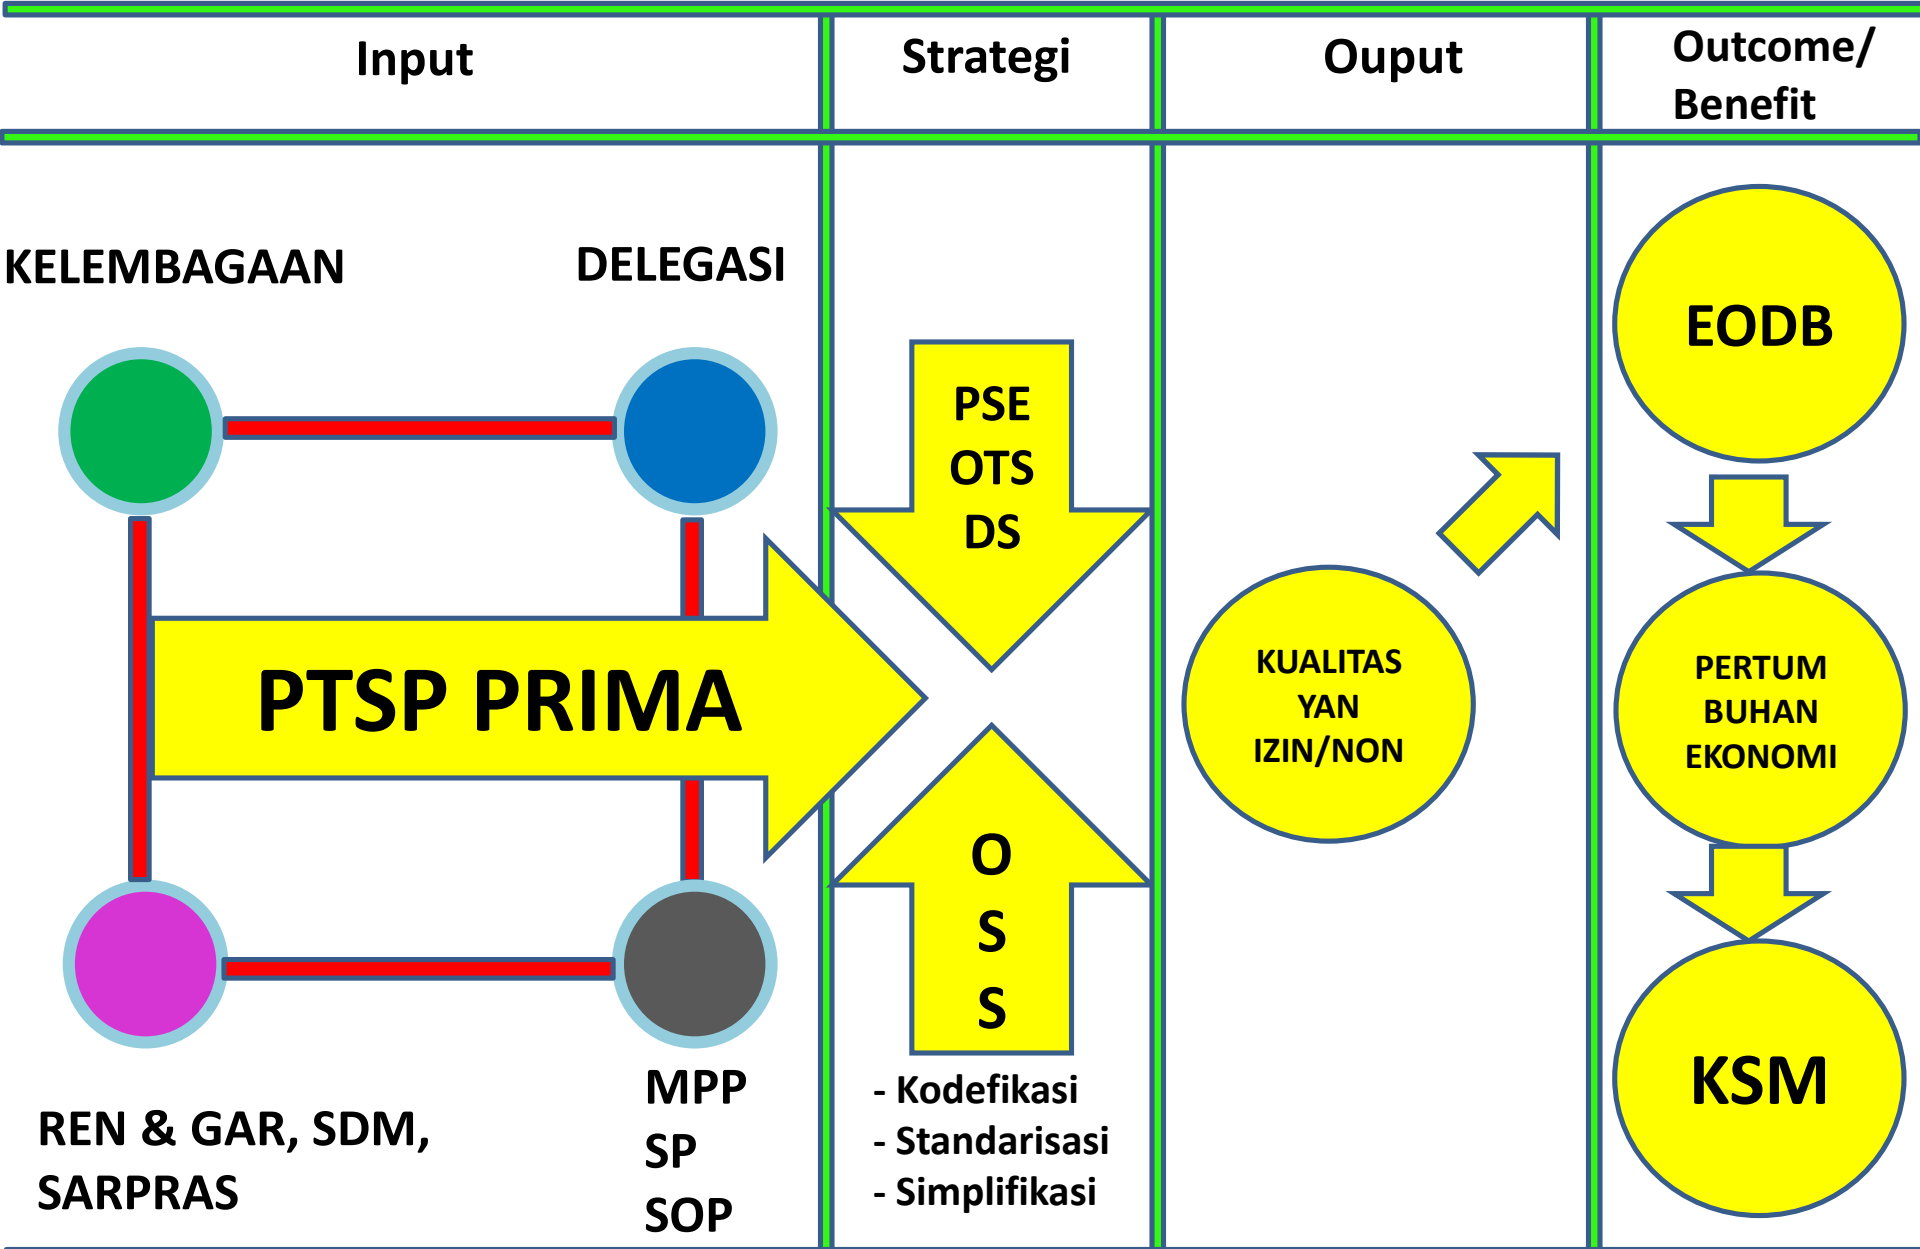 Input
Strategi
Ouput
Outcome/
Benefit
KELEMBAGAAN
DELEGASI
PTSP PRIMA
REN & GAR, SDM,
SARPRAS
MPP
SP
SOP
PSE
OTS
DS
O
S
S
- Kodefikasi
- Standarisasi
- Simplifikasi
KUALITAS
YAN
IZIN/NON
EODB
PERTUM
BUHAN
EKONOMI
KSM